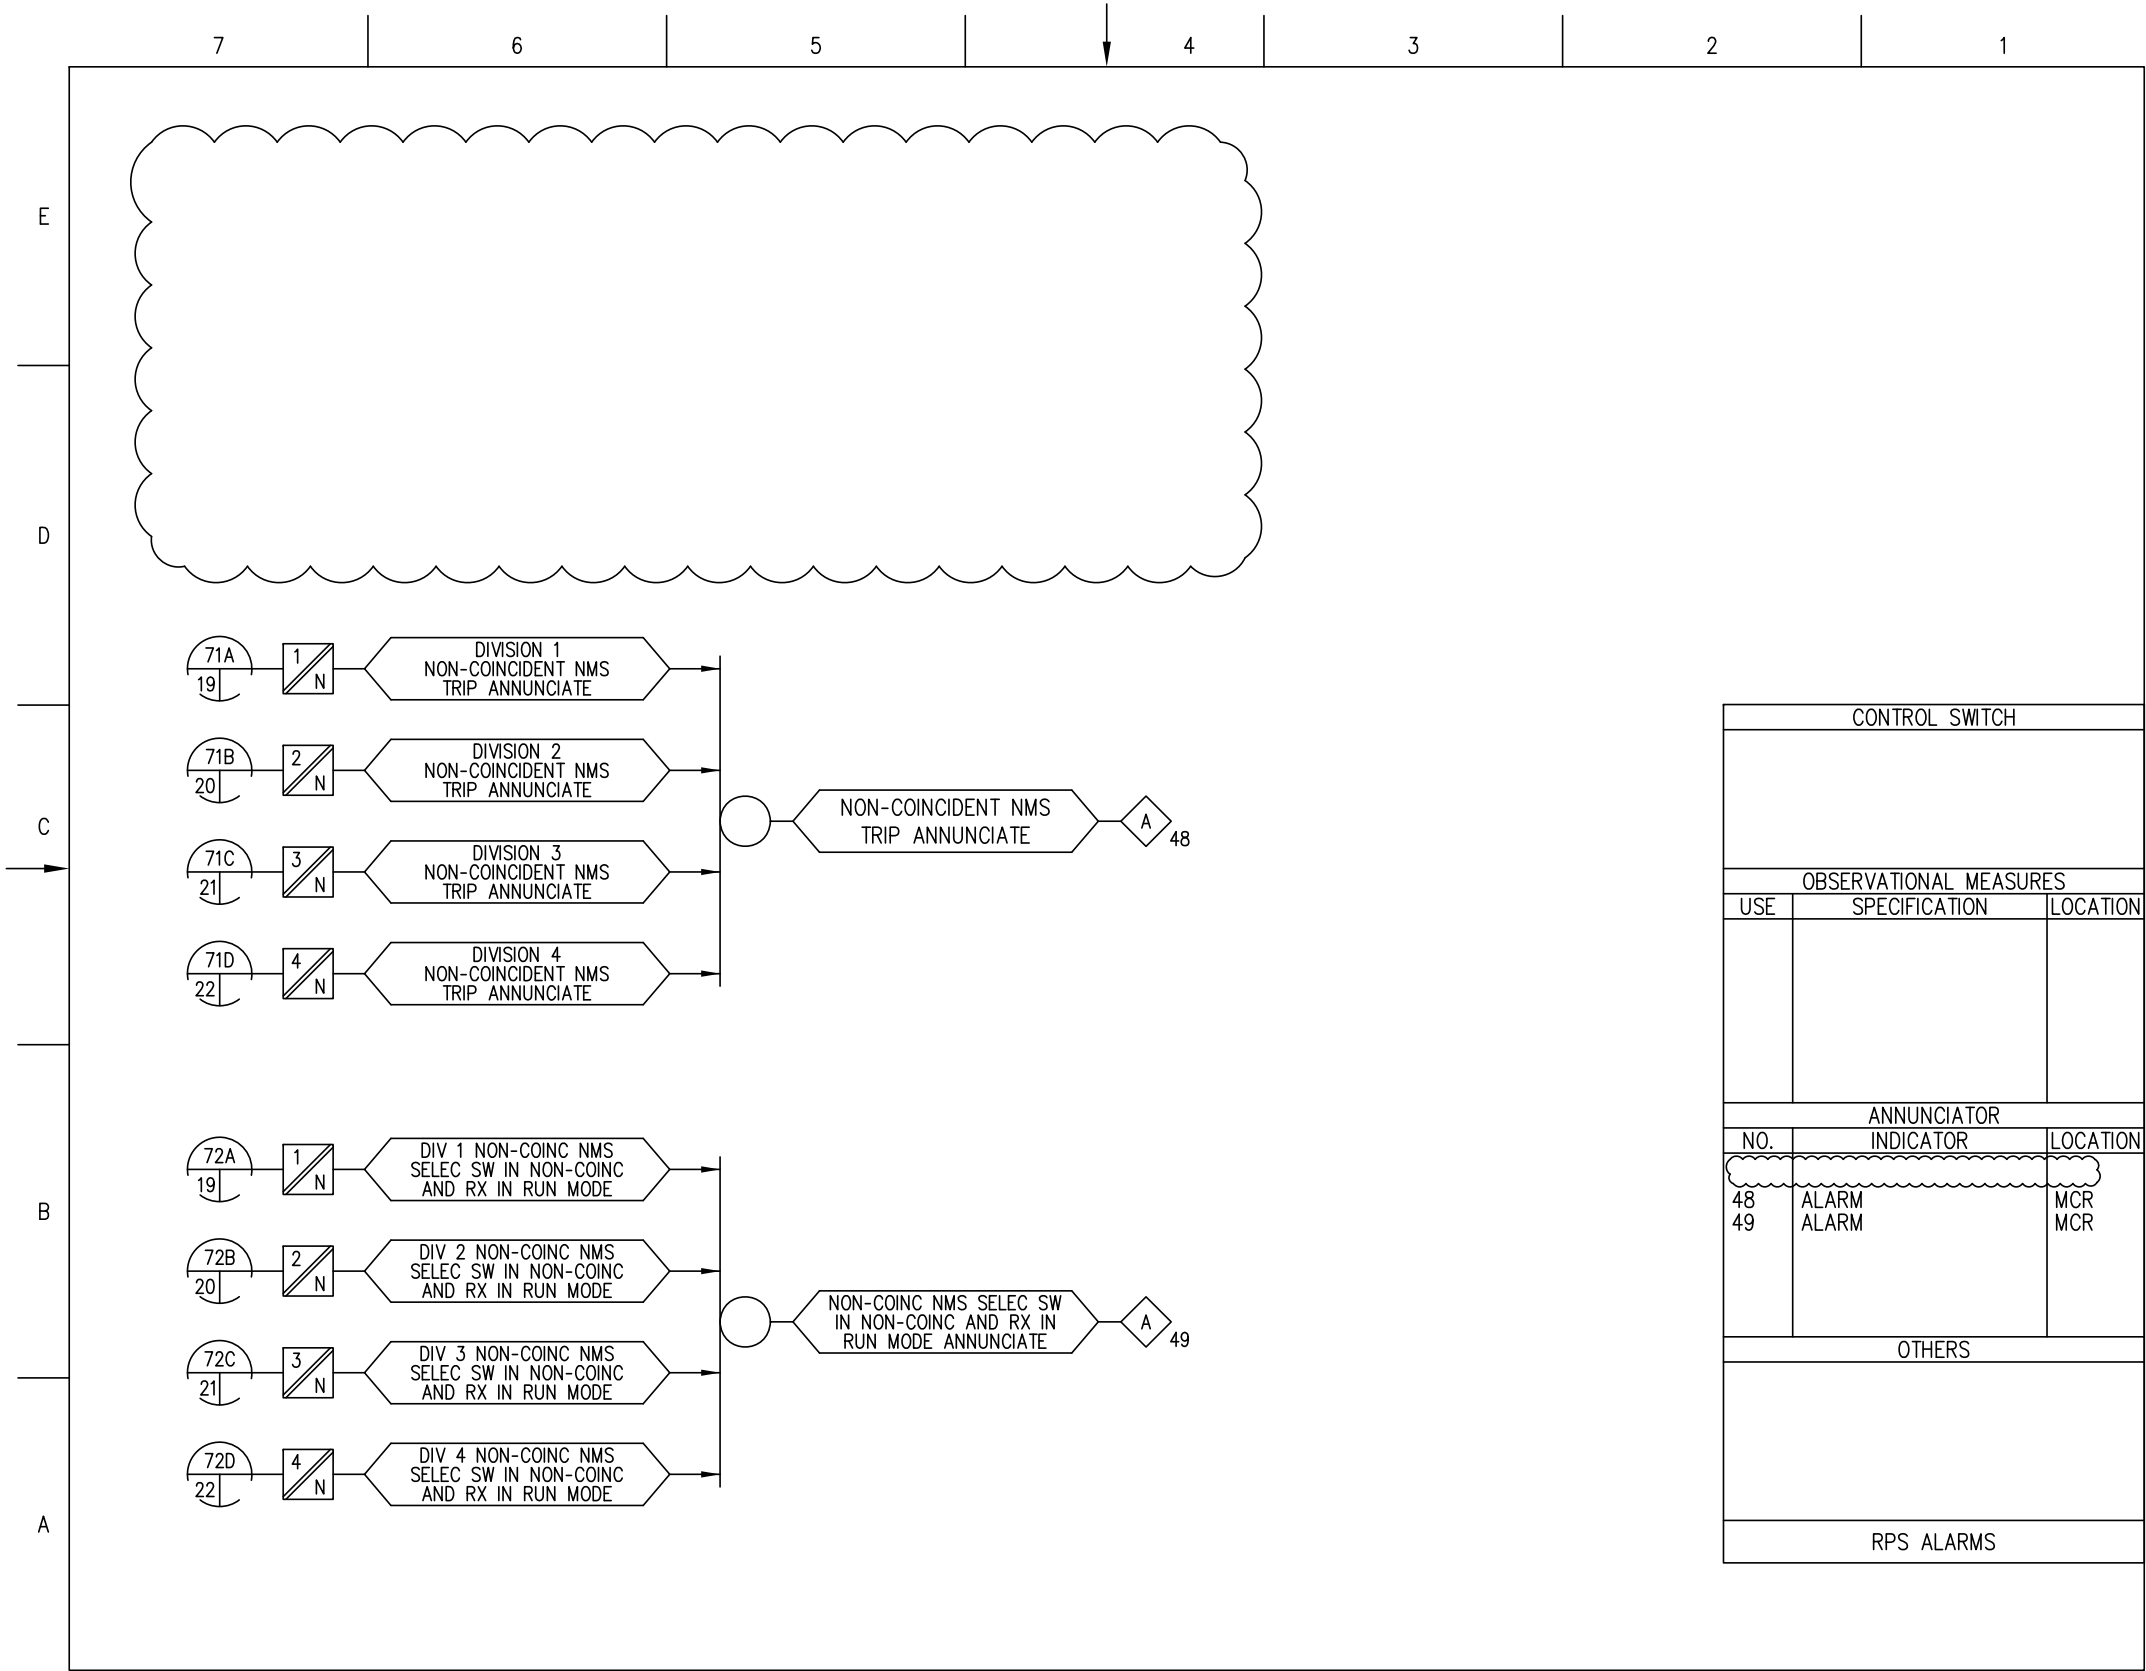 7 6 5 4 3 2 1
E
D
C
B
A
71A
19
1
N
DIVISION 1
NON-COINCIDENT NMS
TRIP ANNUNCIATE
71B
20
2
N
DIVISION 2
NON-COINCIDENT NMS
TRIP ANNUNCIATE
71C
21
3
N
DIVISION 3
NON-COINCIDENT NMS
TRIP ANNUNCIATE
71D
22
4
N
DIVISION 4
NON-COINCIDENT NMS
TRIP ANNUNCIATE
NON-COINCIDENT NMS
TRIP ANNUNCIATE
A
48
72A
19
1
N
DIV 1 NON-COINC NMS
SELEC SW IN NON-COINC
AND RX IN RUN MODE
72B
20
2
N
DIV 2 NON-COINC NMS
SELEC SW IN NON-COINC
AND RX IN RUN MODE
72C
21
3
N
DIV 3 NON-COINC NMS
SELEC SW IN NON-COINC
AND RX IN RUN MODE
72D
22
4
N
DIV 4 NON-COINC NMS
SELEC SW IN NON-COINC
AND RX IN RUN MODE
NON-COINC NMS SELEC SW
IN NON-COINC AND RX IN
RUN MODE ANNUNCIATE
A
49
CONTROL SWITCH
OBSERVATIONAL MEASURES
USE SPECIFICATION LOCATION
ANNUNCIATOR
NO. INDICATOR LOCATION
48 ALARM MCR
49 ALARM MCR
OTHERS
RPS ALARMS